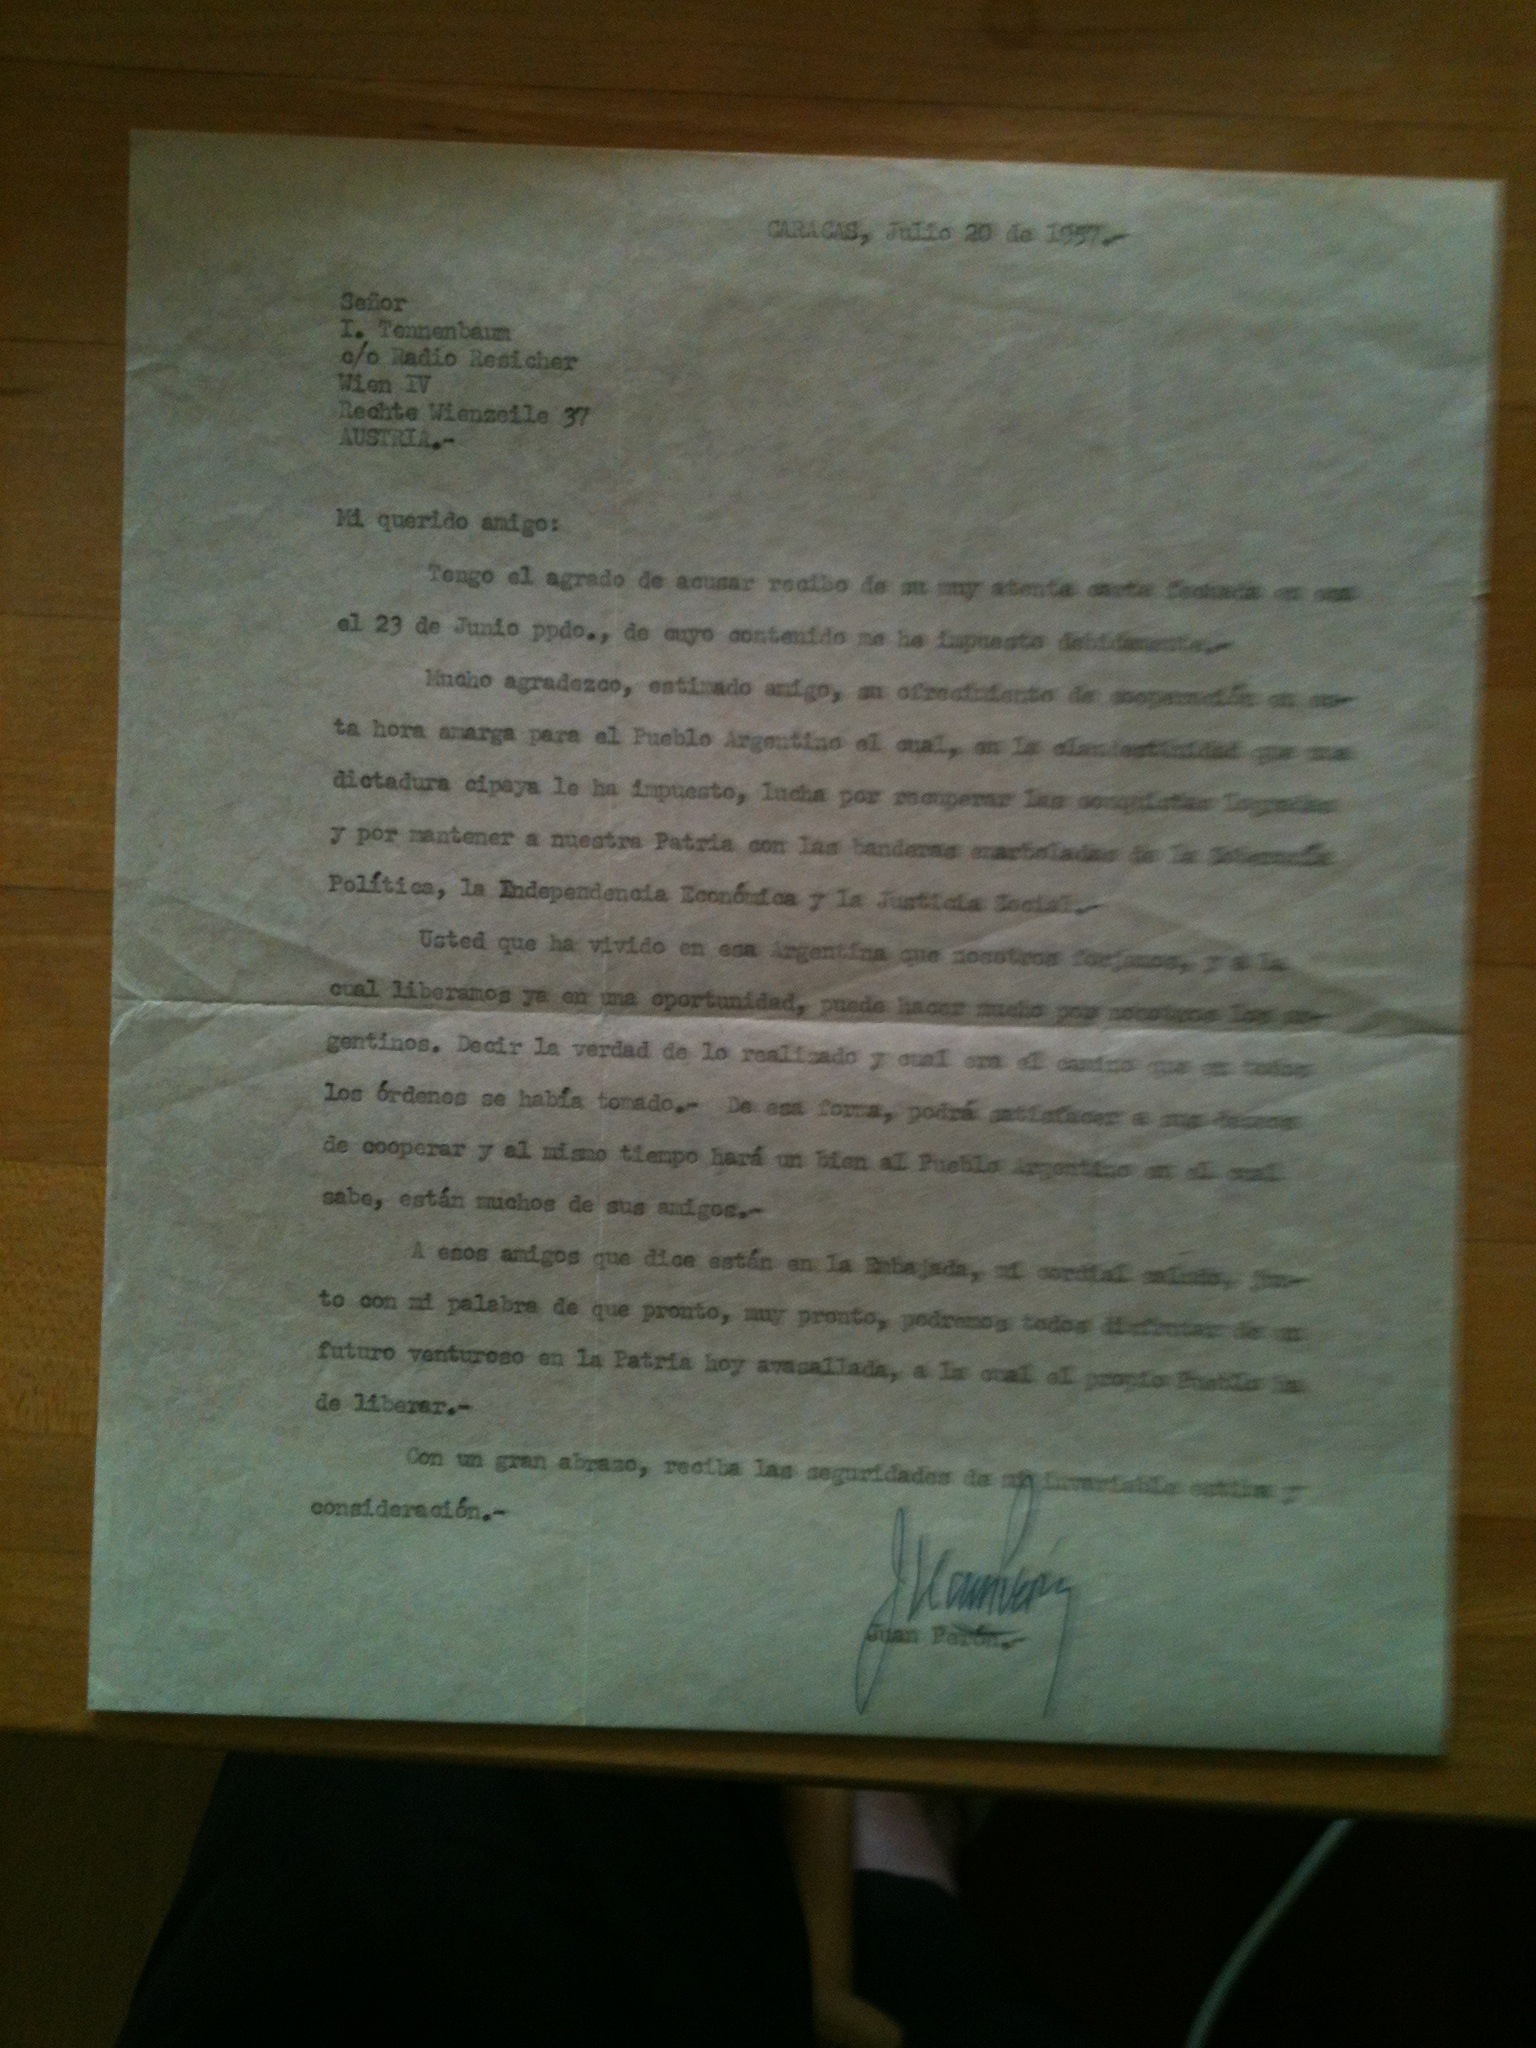 CARACAS, Julio 20 de 1957.-
Señor
I. Tennenbaum
c/o Radio Resicher
Wien IV
Rechte Wienzeile 37
AUSTRIA.-
Mi querido amigo:
Tengo el agrado de acusar recibo de su muy atenta carta fechada en esa
el 23 de Junio ppdo., de cuyo contenido me he impuesto debidamente.-
Mucho agradezco, estimado amigo, su ofrecimiento de cooperación en es-
ta hora amarga para el Pueblo Argentino el cual, en la clandestinidad que una
dictadura cipaya le ha impuesto, lucha por recuperar las conquistas logradas
y por mantener a nuestra Patria con las banderas enarboladas de la Soberanía
Política, la Independencia Económica y la Justicia Social.-
Usted que ha vivido en esa Argentina que nosotros forjamos, y a la
cual liberamos ya en una oportunidad, puede hacer mucho por nosotros los ar-
gentinos. Decir la verdad de lo realizado y cual era el camino que en todos
los órdenes se había tomado.- De esa forma, podrá satisfacer a sus deseos
de cooperar y al mismo tiempo hará un bien al Pueblo Argentino en el cual
sabe, están muchos de sus amigos.-
A esos amigos que dice están en la Embajada, mi cordial saludo, jun-
to con mi palabra de que pronto, muy pronto, podremos todos disfrutar de un
futuro venturoso en la Patria hoy avasallada, a la cual el propio Pueblo ha
de liberar.-
Con un gran abrazo, reciba las seguridades de mi invariable estima y
consideración.-
Juan Perón.-